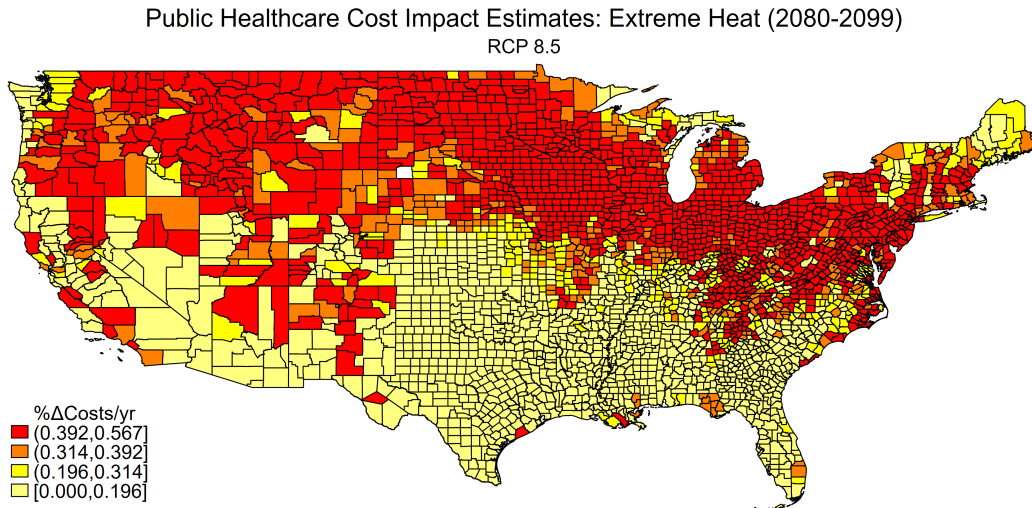 Public Healthcare Cost Impact Estimates: Extreme Heat (2080-2099)
RCP 8.5
%ΔCosts/yr
(0.392,0.567]
(0.314,0.392]
(0.196,0.314]
[0.000,0.196]